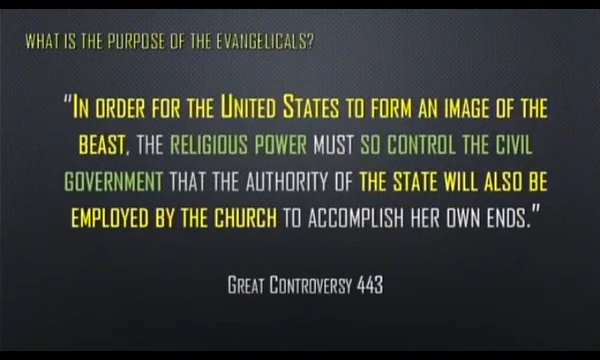 WHAT IS THE PURPOSE OF THE EVANGELICALS?
"IN ORDER FOR THE UNITED STATES TO FORM AN IMAGE OF THE
BEAST, THE RELIGIOUS POWER MUST SO CONTROL THE CIVIL
GOVERNMENT THAT THE AUTHORITY OF THE STATE WILL ALSO BE
EMPLOYED BY THE CHURCH TO ACCOMPLISH HER OWN ENDS."
GREAT CONTROVERSY 443